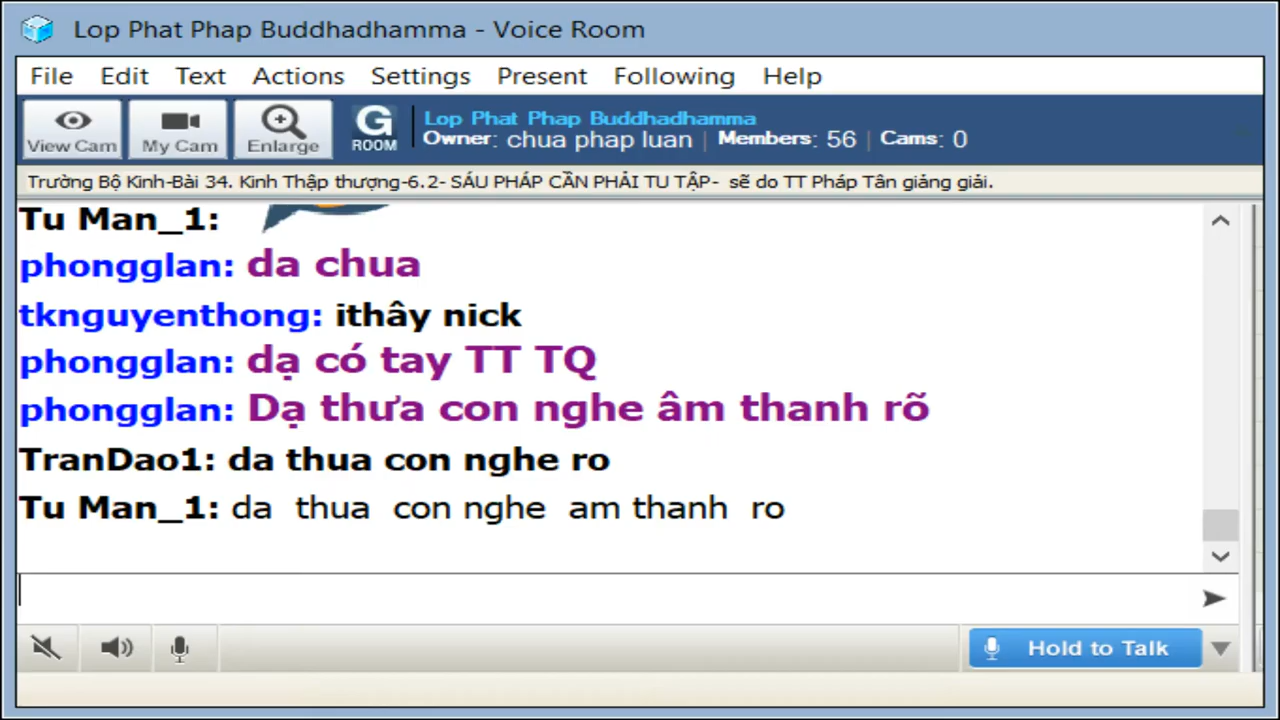 Lop Phat Phap Buddhadhamma - Voice Room
File Edit Text Actions Settings Present Following Help
View Cam My Cam Enlarge G ROOM
Lop Phat Phap Buddhadhamma
Owner: chua phap luan | Members: 56 | Cams: 0
Trường Bộ Kinh-Bài 34. Kinh Thập thượng-6.2- SÁU PHÁP CẦN PHẢI TU TẬP- sẽ do TT Pháp Tân giảng giải.
Tu Man_1:
phongglan: da chua
tknguyenthong: ithây nick
phongglan: dạ có tay TT TQ
phongglan: Dạ thưa con nghe âm thanh rõ
TranDao1: da thua con nghe ro
Tu Man_1: da thua con nghe am thanh ro
Hold to Talk